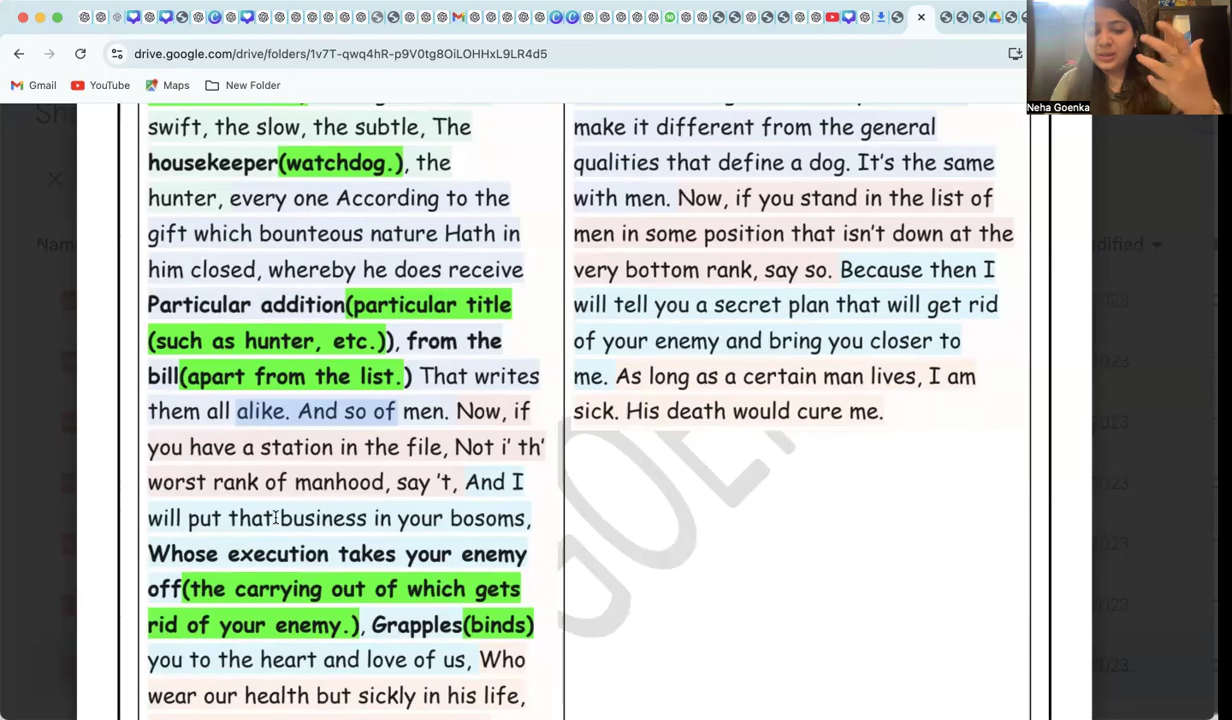 drive.google.com/drive/folders/1v7T-qwq4hR-p9V0tg8OiLOHHxL9LR4d5
Gmail
YouTube
Maps
New Folder
Neha Goenka
swift, the slow, the subtle, The
housekeeper(watchdog.), the
hunter, every one According to the
gift which bounteous nature Hath in
him closed, whereby he does receive
Particular addition(particular title
(such as hunter, etc.)), from the
bill(apart from the list.) That writes
them all alike. And so of men. Now, if
you have a station in the file, Not i' th'
worst rank of manhood, say 't, And I
will put that business in your bosoms,
Whose execution takes your enemy
off(the carrying out of which gets
rid of your enemy.), Grapples(binds)
you to the heart and love of us, Who
wear our health but sickly in his life,
make it different from the general
qualities that define a dog. It's the same
with men. Now, if you stand in the list of
men in some position that isn't down at the
very bottom rank, say so. Because then I
will tell you a secret plan that will get rid
of your enemy and bring you closer to
me. As long as a certain man lives, I am
sick. His death would cure me.